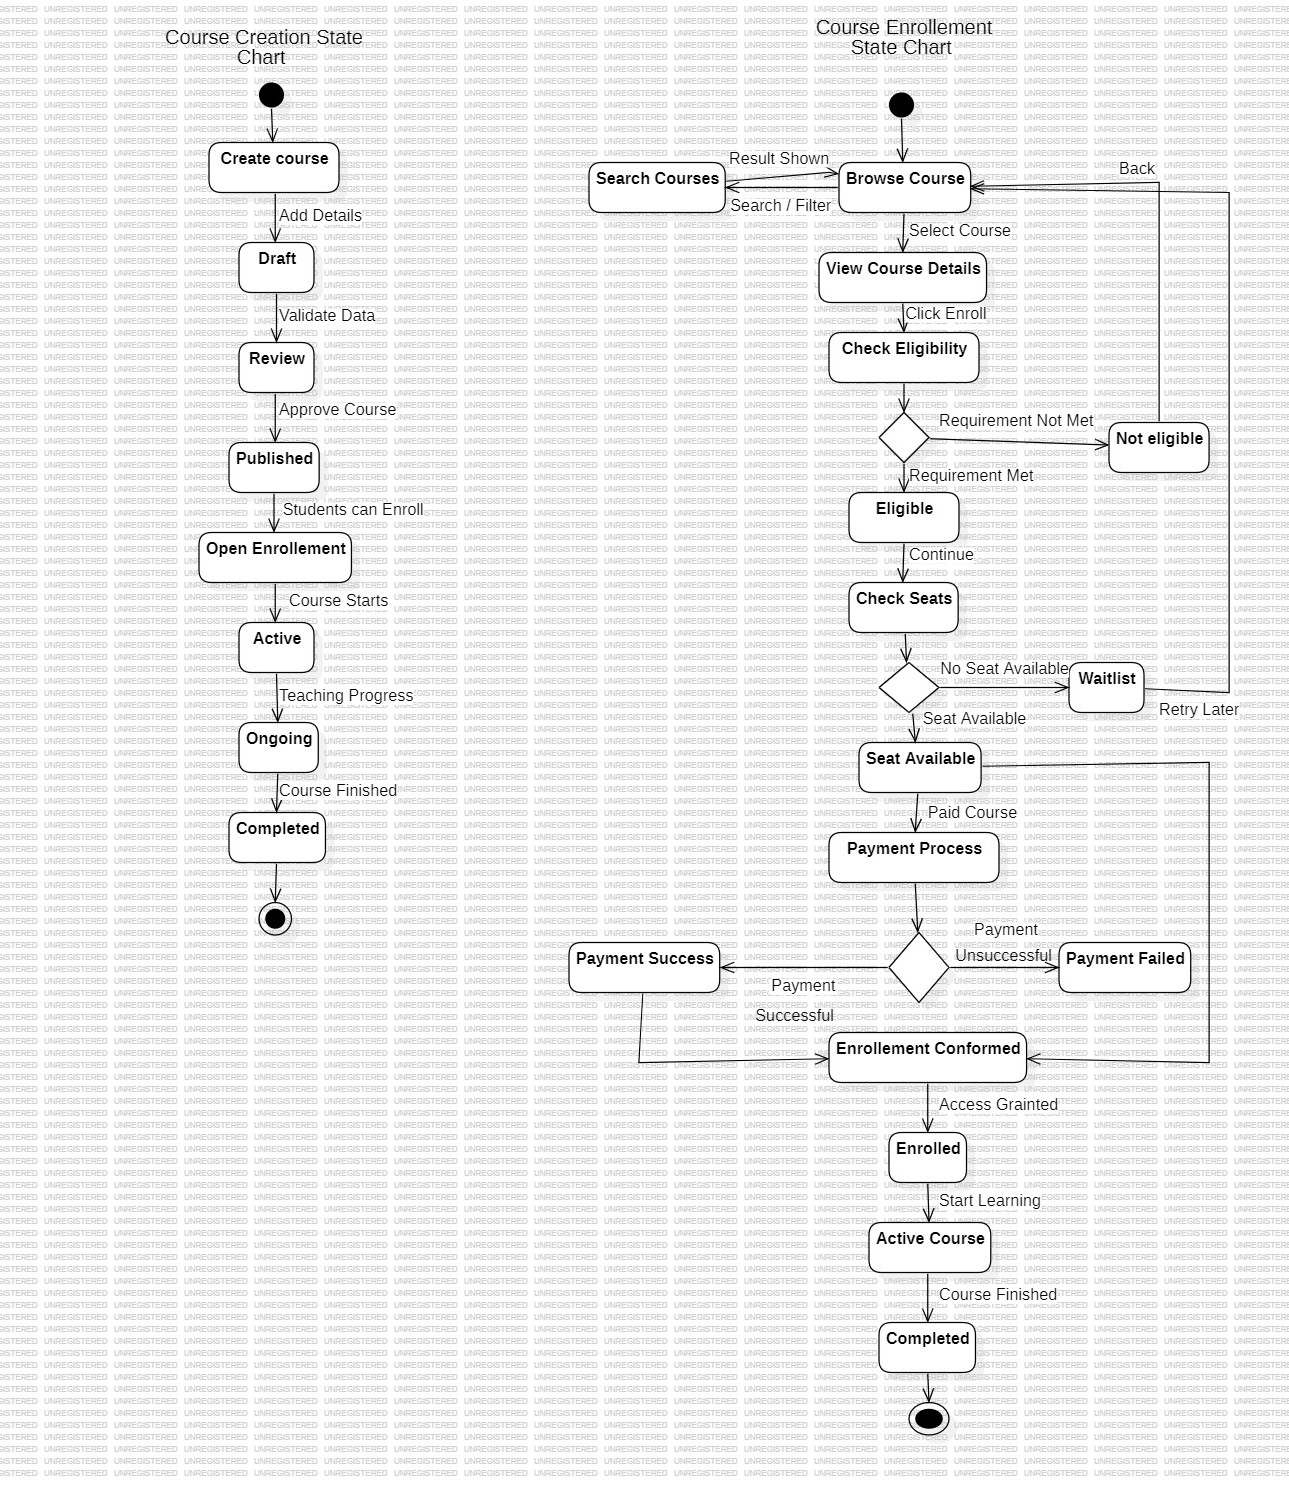 Course Creation State
Chart
Create course
Add Details
Draft
Validate Data
Review
Approve Course
Published
Students can Enroll
Open Enrollement
Course Starts
Active
Teaching Progress
Ongoing
Course Finished
Completed
Course Enrollement
State Chart
Search Courses
Result Shown
Search / Filter
Browse Course
Back
Select Course
View Course Details
Click Enroll
Check Eligibility
Requirement Not Met
Not eligible
Requirement Met
Eligible
Continue
Check Seats
No Seat Available
Waitlist
Retry Later
Seat Available
Seat Available
Paid Course
Payment Process
Payment
Unsuccessful
Payment Failed
Payment Success
Payment
Successful
Enrollement Conformed
Access Grainted
Enrolled
Start Learning
Active Course
Course Finished
Completed
UNREGISTERED